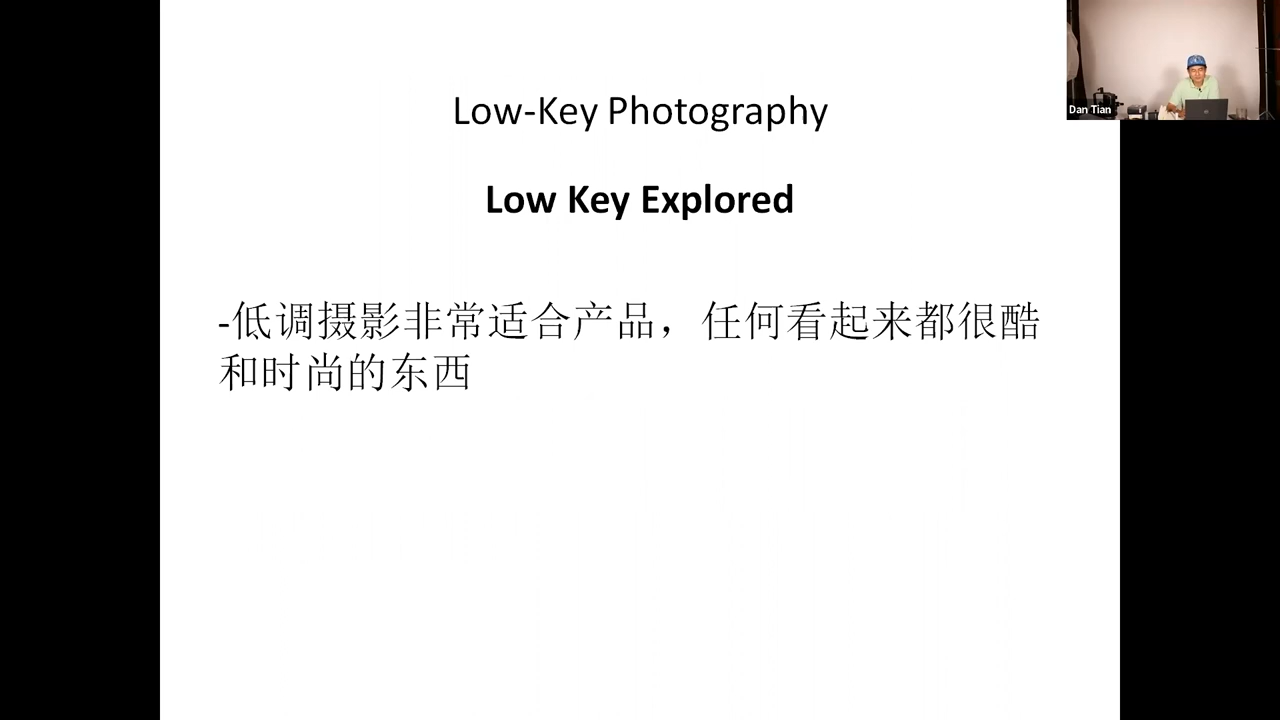 Low-Key Photography
Low Key Explored
-低调摄影非常适合产品，任何看起来都很酷
和时尚的东西
Dan Tian